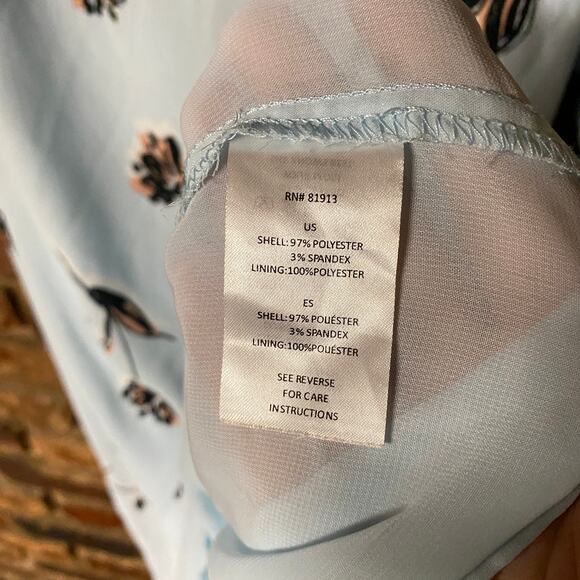 RN# 81913
US
SHELL: 97% POLYESTER
3% SPANDEX
LINING:100%POLYESTER
ES
SHELL: 97% POLIÉSTER
3% SPANDEX
LINING:100%POLIÉSTER
SEE REVERSE
FOR CARE
INSTRUCTIONS